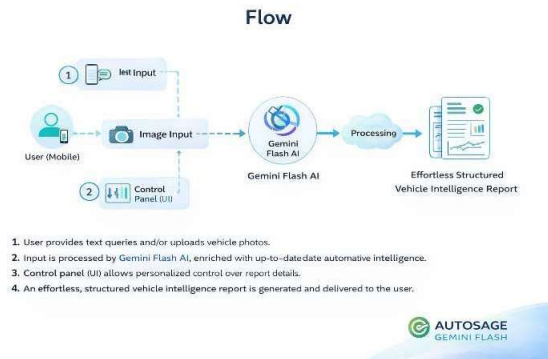 Flow
1
Text Input
User (Mobile)
Image Input
2
Control
Panel (UI)
Gemini
Flash AI
Gemini Flash AI
Processing
Effortless Structured
Vehicle Intelligence Report
1. User provides text queries and/or uploads vehicle photos.
2. Input is processed by Gemini Flash AI, enriched with up-to-datedate automative intelligence.
3. Control panel (UI) allows personalized control over report details.
4. An effortless, structured vehicle intelligence report is generated and delivered to the user.
AUTOSAGE
GEMINI FLASH